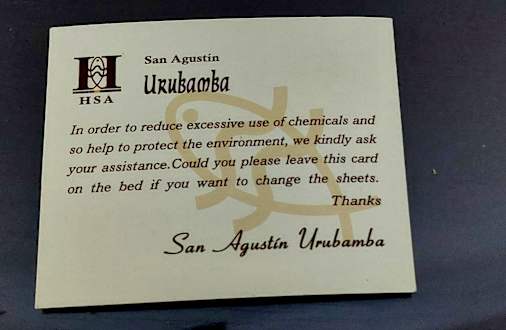 San Agustin
Urubamba
HSA
In order to reduce excessive use of chemicals and
so help to protect the environment, we kindly ask
your assistance.Could you please leave this card
on the bed if you want to change the sheets.
Thanks
San Agustín Urubamba